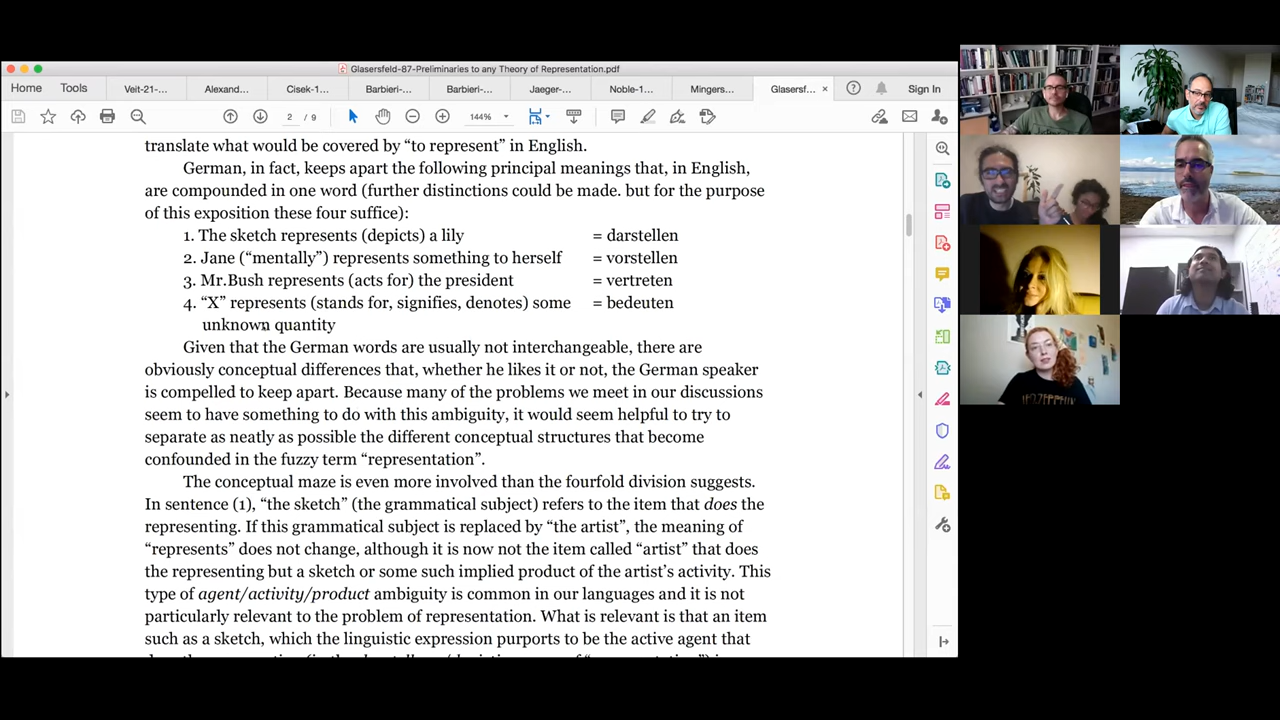 Glasersfeld-87-Preliminaries to any Theory of Representation.pdf
Home Tools Veit-21-... Alexand... Cisek-1... Barbieri-... Barbieri-... Jaeger-... Noble-1... Mingers... Glasersf... × Sign In
2 / 9 144%
translate what would be covered by “to represent” in English.
German, in fact, keeps apart the following principal meanings that, in English,
are compounded in one word (further distinctions could be made. but for the purpose
of this exposition these four suffice):
1. The sketch represents (depicts) a lily = darstellen
2. Jane (“mentally”) represents something to herself = vorstellen
3. Mr.Bush represents (acts for) the president = vertreten
4. “X” represents (stands for, signifies, denotes) some = bedeuten
unknown quantity
Given that the German words are usually not interchangeable, there are
obviously conceptual differences that, whether he likes it or not, the German speaker
is compelled to keep apart. Because many of the problems we meet in our discussions
seem to have something to do with this ambiguity, it would seem helpful to try to
separate as neatly as possible the different conceptual structures that become
confounded in the fuzzy term “representation”.
The conceptual maze is even more involved than the fourfold division suggests.
In sentence (1), “the sketch” (the grammatical subject) refers to the item that does the
representing. If this grammatical subject is replaced by “the artist”, the meaning of
“represents” does not change, although it is now not the item called “artist” that does
the representing but a sketch or some such implied product of the artist’s activity. This
type of agent/activity/product ambiguity is common in our languages and it is not
particularly relevant to the problem of representation. What is relevant is that an item
such as a sketch, which the linguistic expression purports to be the active agent that